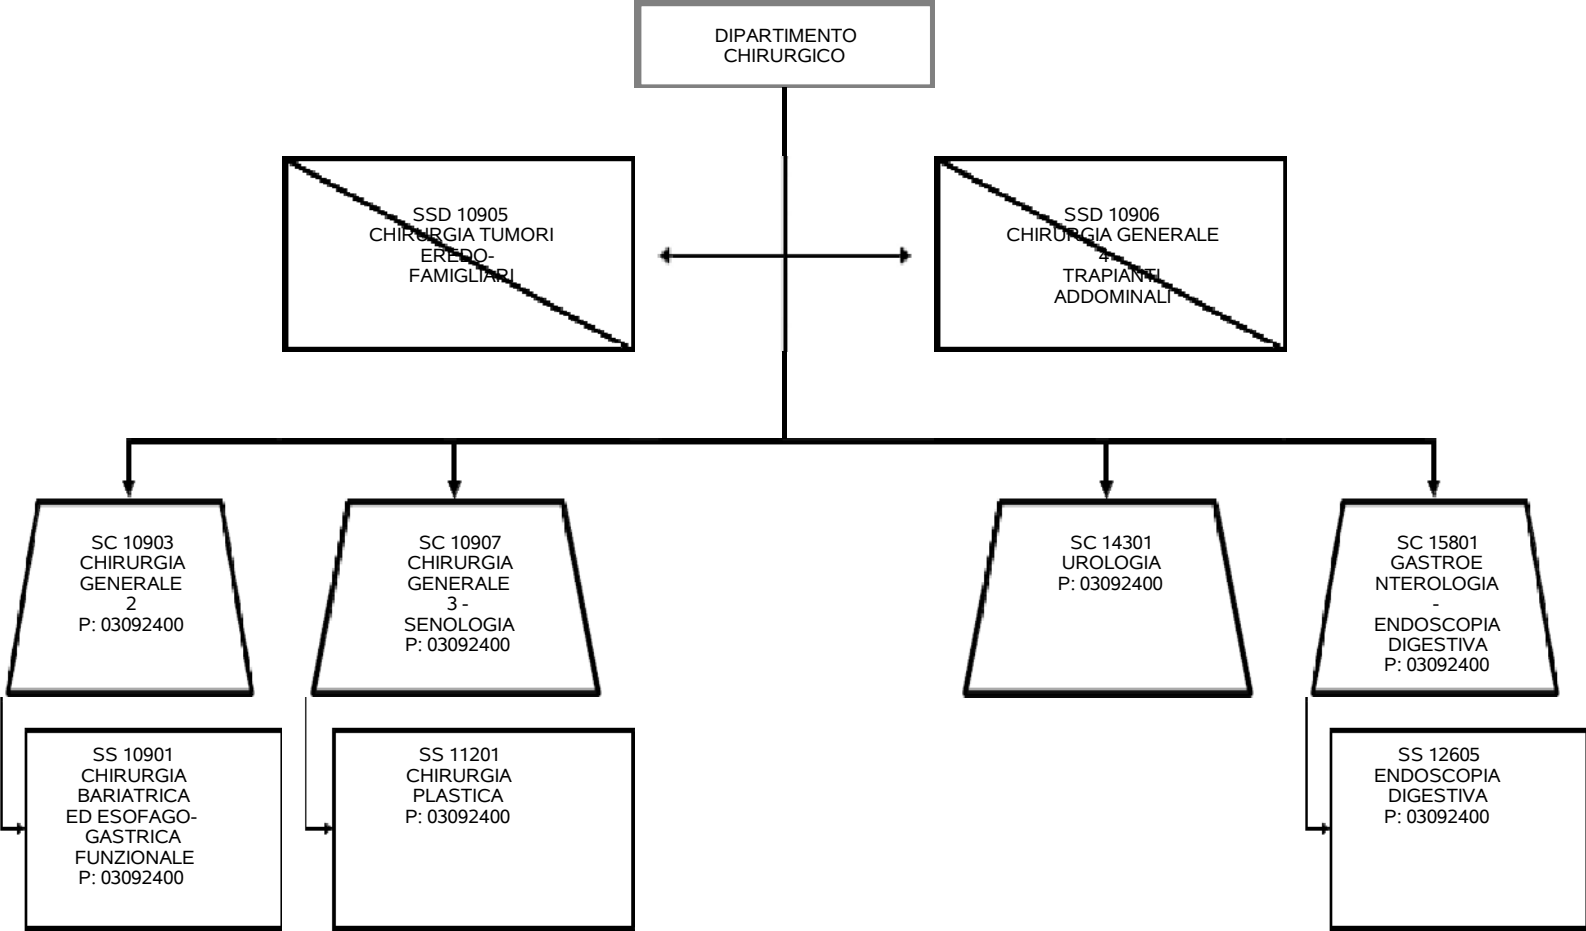 DIPARTIMENTO
CHIRURGICO
SSD 10905
CHIRURGIA TUMORI
EREDO-
FAMIGLIARI
SSD 10906
CHIRURGIA GENERALE
4 -
TRAPIANTI
ADDOMINALI
SC 10903
CHIRURGIA
GENERALE
2
P: 03092400
SC 10907
CHIRURGIA
GENERALE
3 -
SENOLOGIA
P: 03092400
SC 14301
UROLOGIA
P: 03092400
SC 15801
GASTROE
NTEROLOGIA
-
ENDOSCOPIA
DIGESTIVA
P: 03092400
SS 10901
CHIRURGIA
BARIATRICA
ED ESOFAGO-
GASTRICA
FUNZIONALE
P: 03092400
SS 11201
CHIRURGIA
PLASTICA
P: 03092400
SS 12605
ENDOSCOPIA
DIGESTIVA
P: 03092400